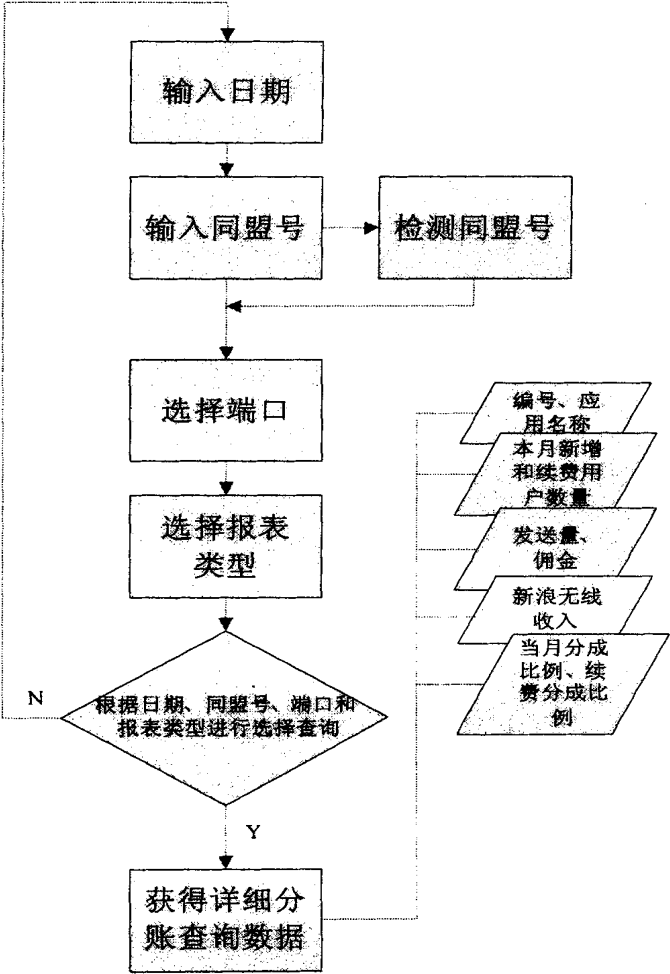 输入日期
输入同盟号
检测同盟号
选择端口
选择报表
类型
N
根据日期、同盟号、端口和
报表类型进行选择查询
Y
获得详细分
账查询数据
编号、应
用名称
本月新增
和续费用
户数量
发送量、
佣金
新浪无线
收入
当月分成
比例、续
费分成比
例